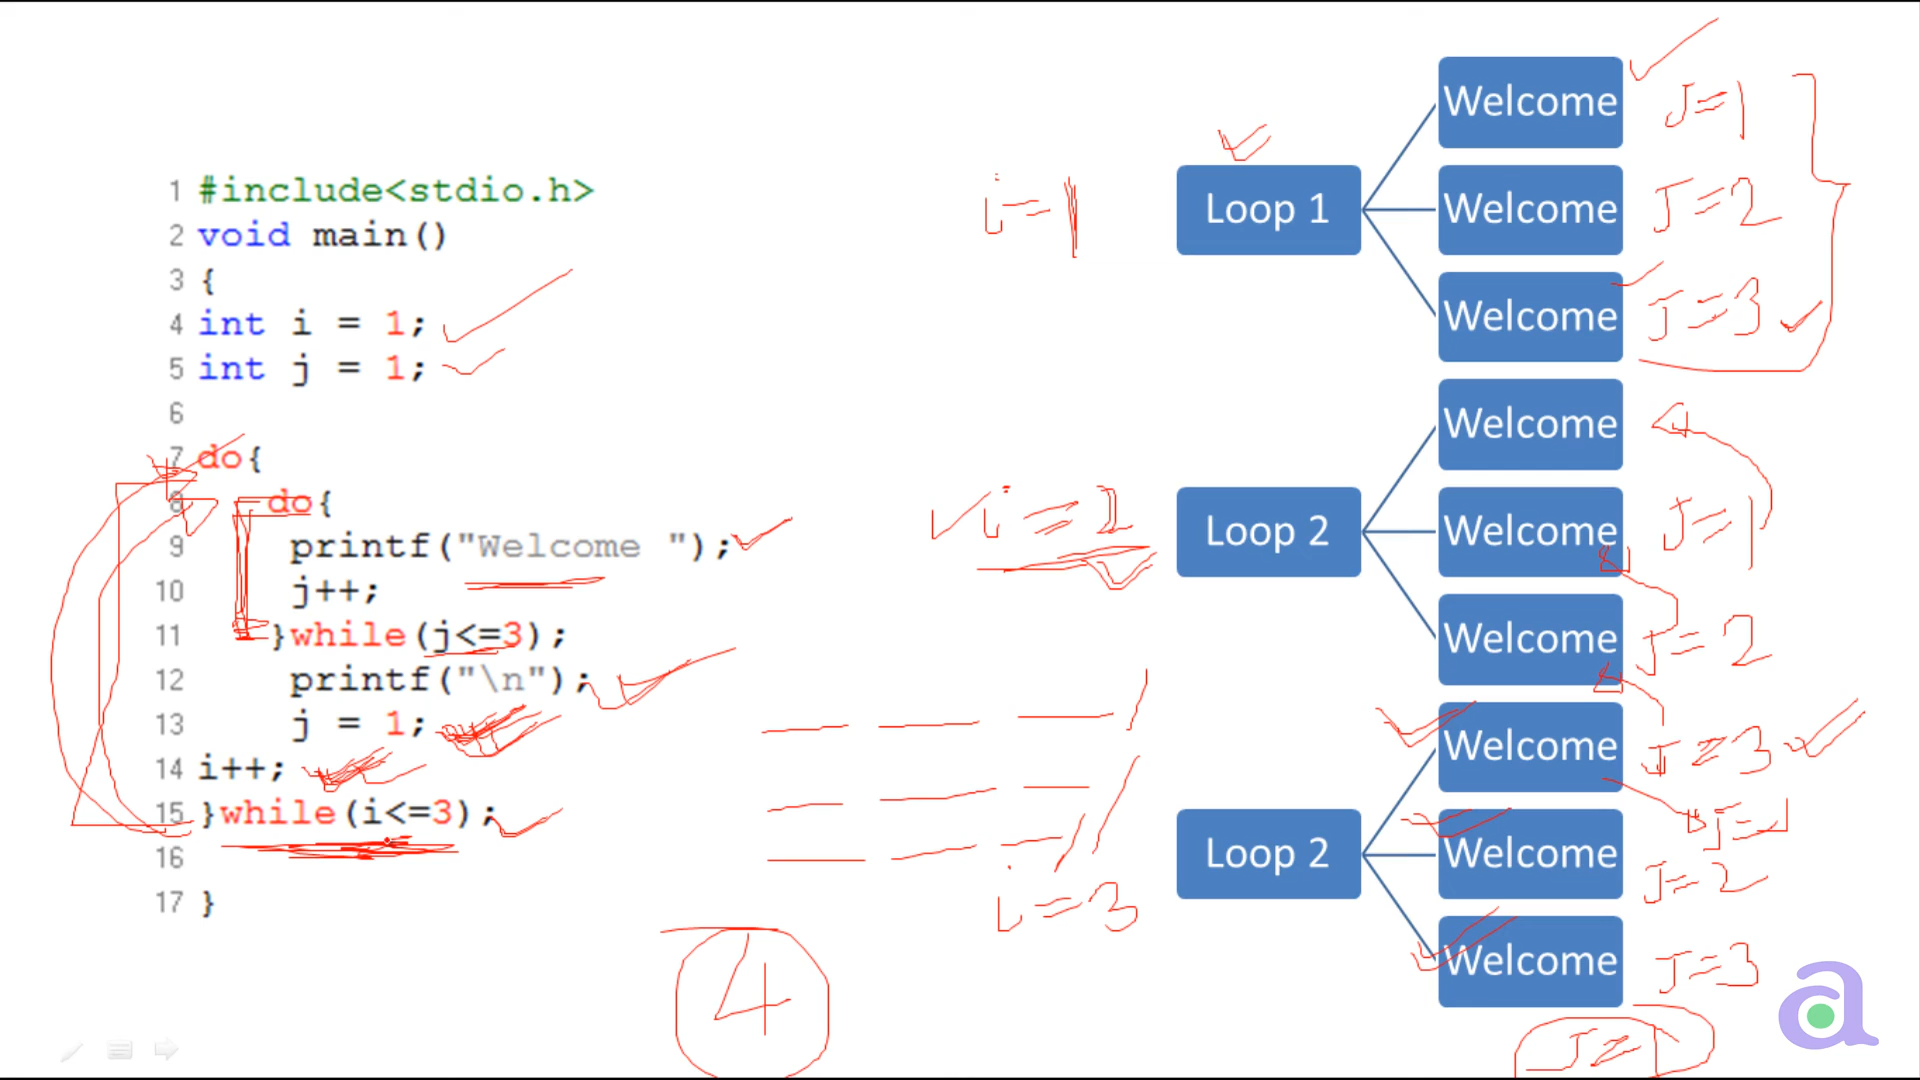 1 #include<stdio.h>
2 void main()
3 {
4 int i = 1;
5 int j = 1;
6
7 do{
8 do{
9 printf("Welcome ");
10 j++;
11 }while(j<=3);
12 printf("\n");
13 j = 1;
14 i++;
15 }while(i<=3);
16
17 }
4
i=1
Loop 1
Welcome J=1
Welcome J=2
Welcome J=3
i=2
Loop 2
Welcome
Welcome J=1
Welcome J=2
i=3
Loop 2
Welcome J=3
j=1
Welcome J=2
Welcome J=3
J=1
a